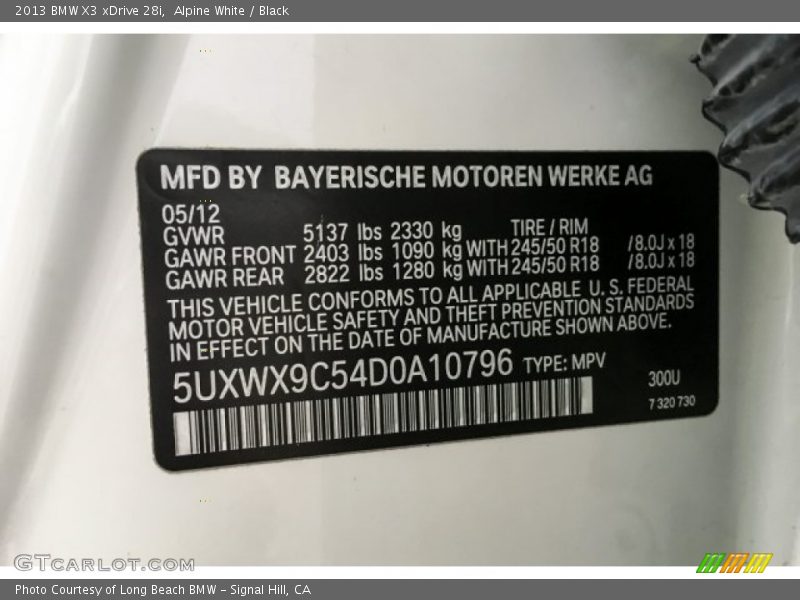 2013 BMW X3 xDrive 28i, Alpine White / Black
MFD BY BAYERISCHE MOTOREN WERKE AG
05/12
GVWR 5137 lbs 2330 kg TIRE / RIM
GAWR FRONT 2403 lbs 1090 kg WITH 245/50 R18 /8.0J x 18
GAWR REAR 2822 lbs 1280 kg WITH 245/50 R18 /8.0J x 18
THIS VEHICLE CONFORMS TO ALL APPLICABLE U. S. FEDERAL
MOTOR VEHICLE SAFETY AND THEFT PREVENTION STANDARDS
IN EFFECT ON THE DATE OF MANUFACTURE SHOWN ABOVE.
5UXWX9C54D0A10796 TYPE: MPV
300U
7 320 730
GTCARLOT.COM
Photo Courtesy of Long Beach BMW - Signal Hill, CA